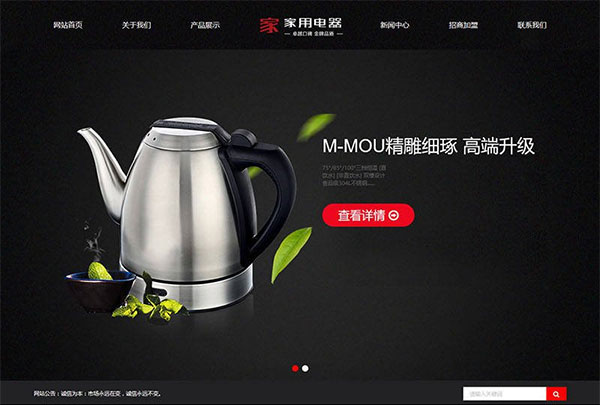 网站首页
关于我们
产品展示
家 家用电器
卓越口碑 金牌品质
新闻中心
招商加盟
联系我们
M-MOU精雕细琢 高端升级
查看详情
网站公告：诚信为本：市场永远在变，诚信永远不变。
请输入关键词